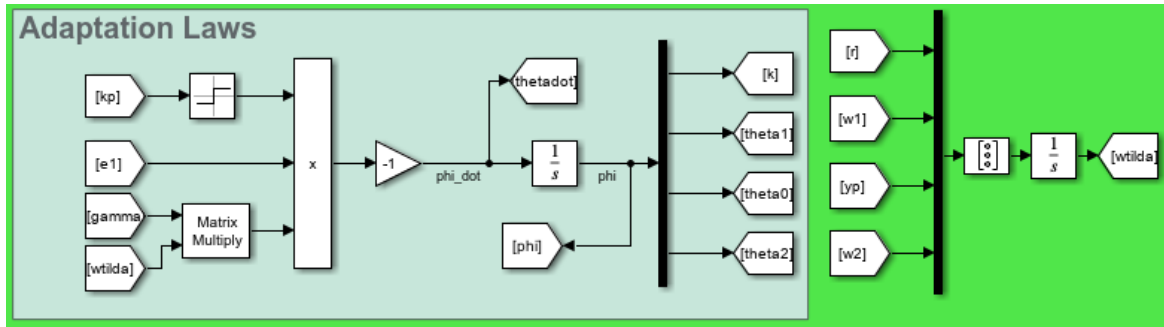 Adaptation Laws
[kp]
[e1]
[gamma
[wtilda]
Matrix
Multiply
x
-1
phi_dot
[thetadot]
1
s
phi
[phi]
[k]
[theta1]
[theta0]
[theta2]
[r]
[w1]
[yp]
[w2]
1
s
[wtilda]